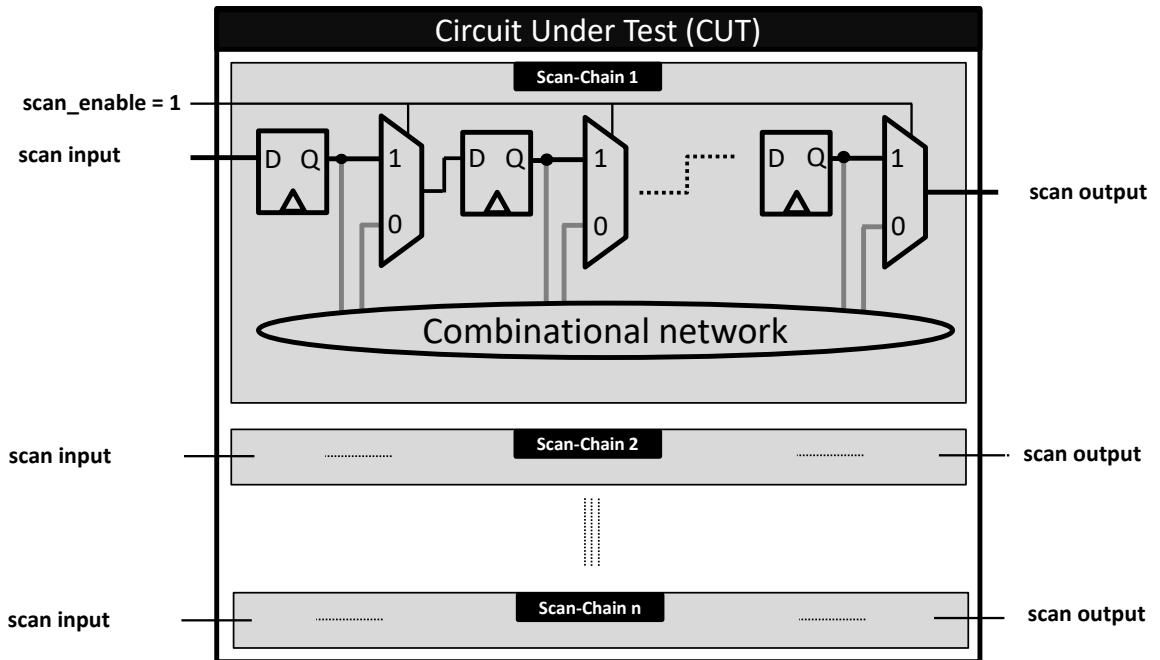 Circuit Under Test (CUT)
Scan-Chain 1
scan_enable = 1
scan input
D Q 1 D Q 1 D Q 1
scan output
0 0 0
Combinational network
scan input
Scan-Chain 2
scan output
scan input
Scan-Chain n
scan output